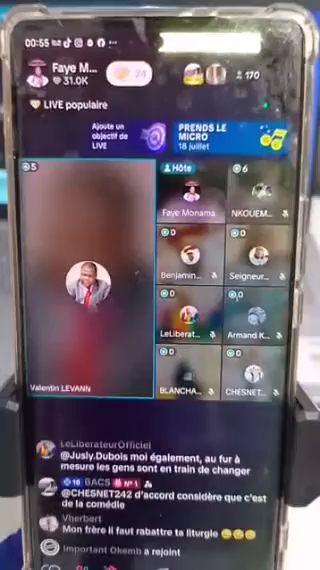 00:55
Faye M...
31.0K
24
170
LIVE populaire
Ajoute un
objectif de
LIVE
PRENDS LE
MICRO
18 juillet
5
Valentin LEVANN
Hôte
Faye Monama
6
NKOUEM...
0
Benjamin...
0
Seigneur...
0
LeLiberat...
0
Armand K...
0
BLANCHA...
0
CHESNET...
LeLiberateurOfficiel
@Jusly.Dubois moi également, au fur à
mesure les gens sont en train de changer
16 BACS N° 1
@CHESNET242 d'accord considère que c'est
de la comédie
Vherbert
Mon frère il faut rabattre ta liturgie
Important Okemb a rejoint